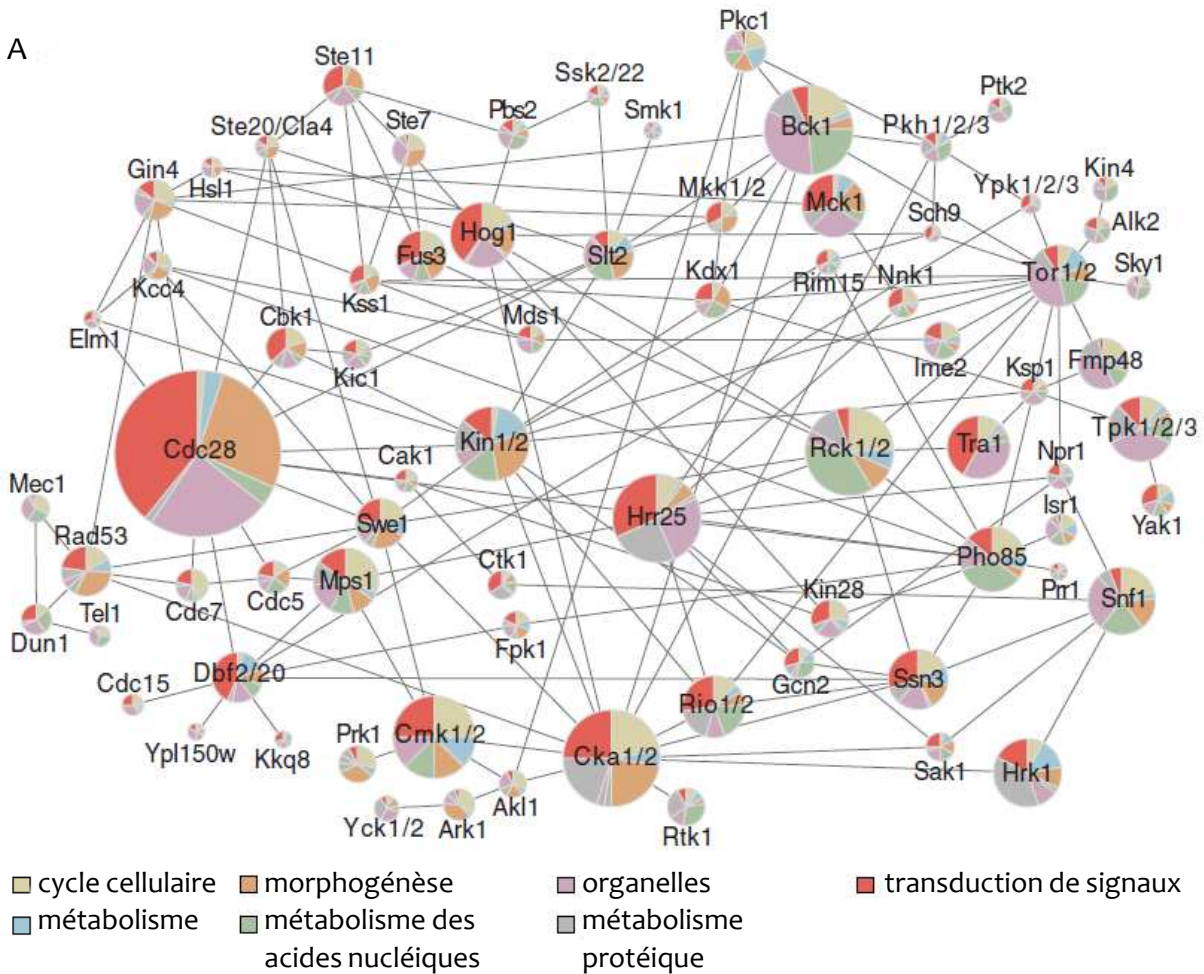 A
Pkc1
Ste11
Ssk2/22
Ptk2
Pbs2
Smk1
Ste20/Cla4
Ste7
Bck1
Pkh1/2/3
Gin4
Hsl1
Mkk1/2
Mck1
Ypk1/2/3
Kin4
Sch9
Alk2
Hog1
Fus3
Slt2
Tor1/2
Sky1
Kcc4
Kss1
Kdx1
Rim15
Nnk1
Elm1
Cbk1
Mds1
Kic1
Ime2
Ksp1
Fmp48
Cdc28
Kin1/2
Rck1/2
Tra1
Tpk1/2/3
Cak1
Npr1
Mec1
Swe1
Hrr25
Isr1
Yak1
Rad53
Ctk1
Pho85
Mps1
Kin28
Prr1
Snf1
Tel1
Cdc7
Cdc5
Dun1
Fpk1
Cdc15
Dbf2/20
Gcn2
Ssn3
Rio1/2
Ypl150w
Kkq8
Prk1
Cmk1/2
Cka1/2
Sak1
Hrk1
Akl1
Yck1/2
Ark1
Rtk1
cycle cellulaire
morphogénèse
organelles
transduction de signaux
métabolisme
métabolisme des
acides nucléiques
métabolisme
protéique